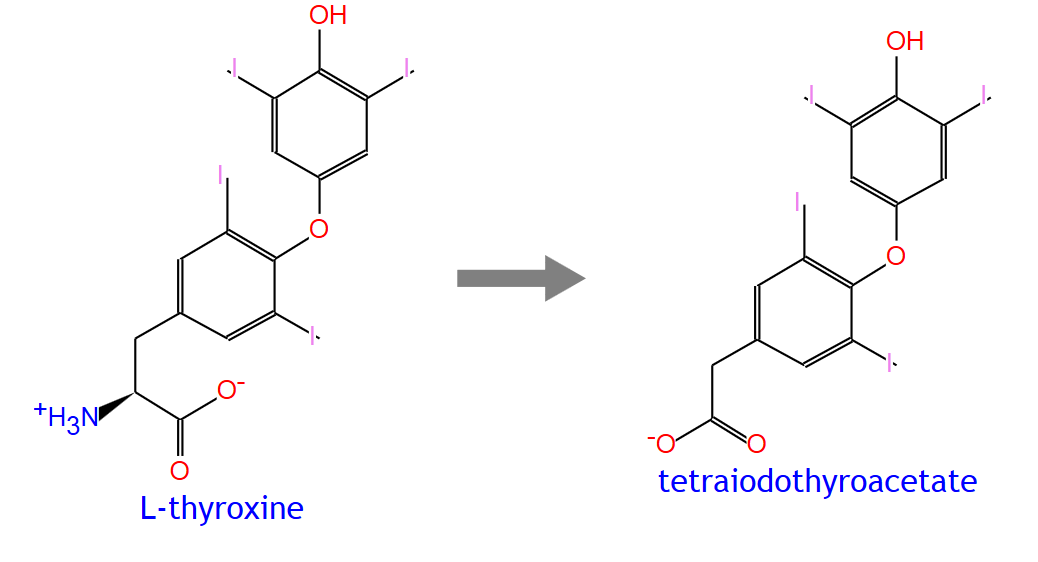 OH
OH
I
I
I
I
I
I
O
O
I
I
O-
+H3N
-O
O
O
L-thyroxine
tetraiodothyroacetate